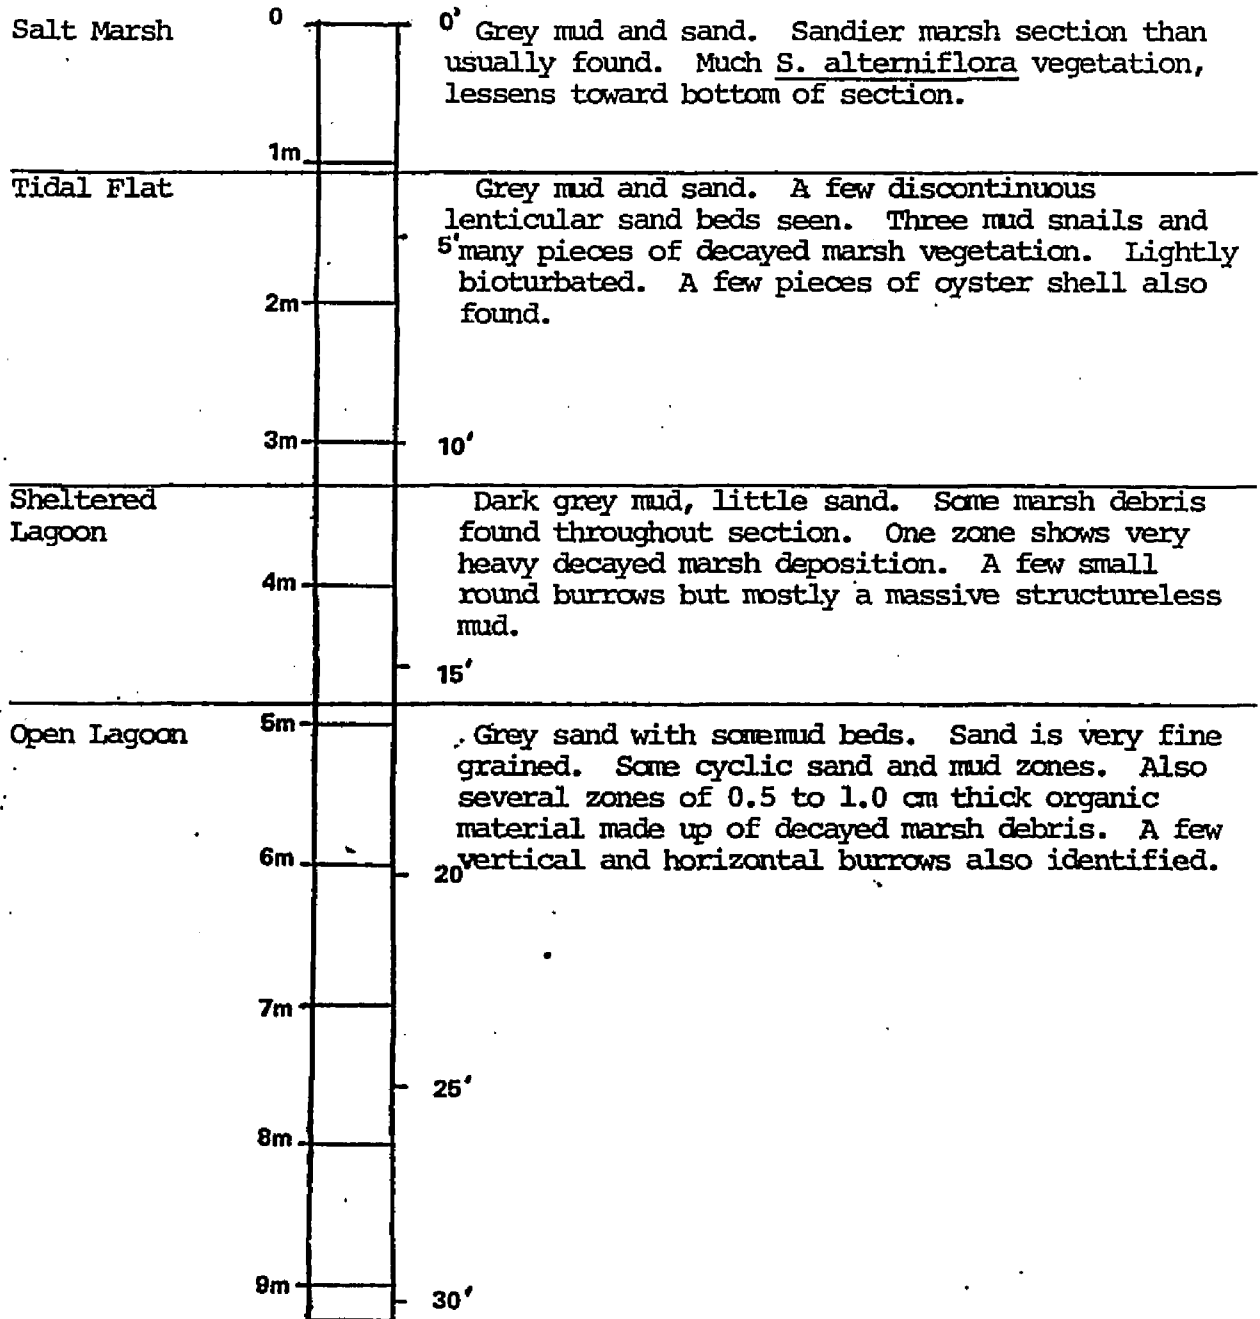 0 0'
Salt Marsh
Grey mud and sand. Sandier marsh section than
usually found. Much S. alterniflora vegetation,
lessens toward bottom of section.
1m
Tidal Flat
Grey mud and sand. A few discontinuous
lenticular sand beds seen. Three mud snails and
5' many pieces of decayed marsh vegetation. Lightly
bioturbated. A few pieces of oyster shell also
2m
found.
3m 10'
Sheltered
Lagoon
Dark grey mud, little sand. Some marsh debris
found throughout section. One zone shows very
heavy decayed marsh deposition. A few small
4m
round burrows but mostly a massive structureless
mud.
15'
5m
Open Lagoon
Grey sand with somemud beds. Sand is very fine
grained. Some cyclic sand and mud zones. Also
several zones of 0.5 to 1.0 cm thick organic
material made up of decayed marsh debris. A few
6m
20' vertical and horizontal burrows also identified.
7m
25'
8m
9m
30'